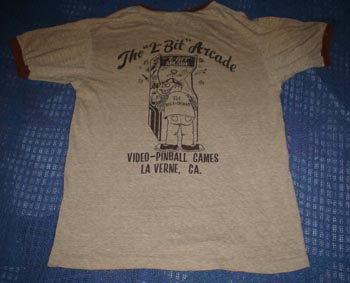 The "2-Bit" Arcade
VIDEO-PINBALL GAMES
LA VERNE, CA.